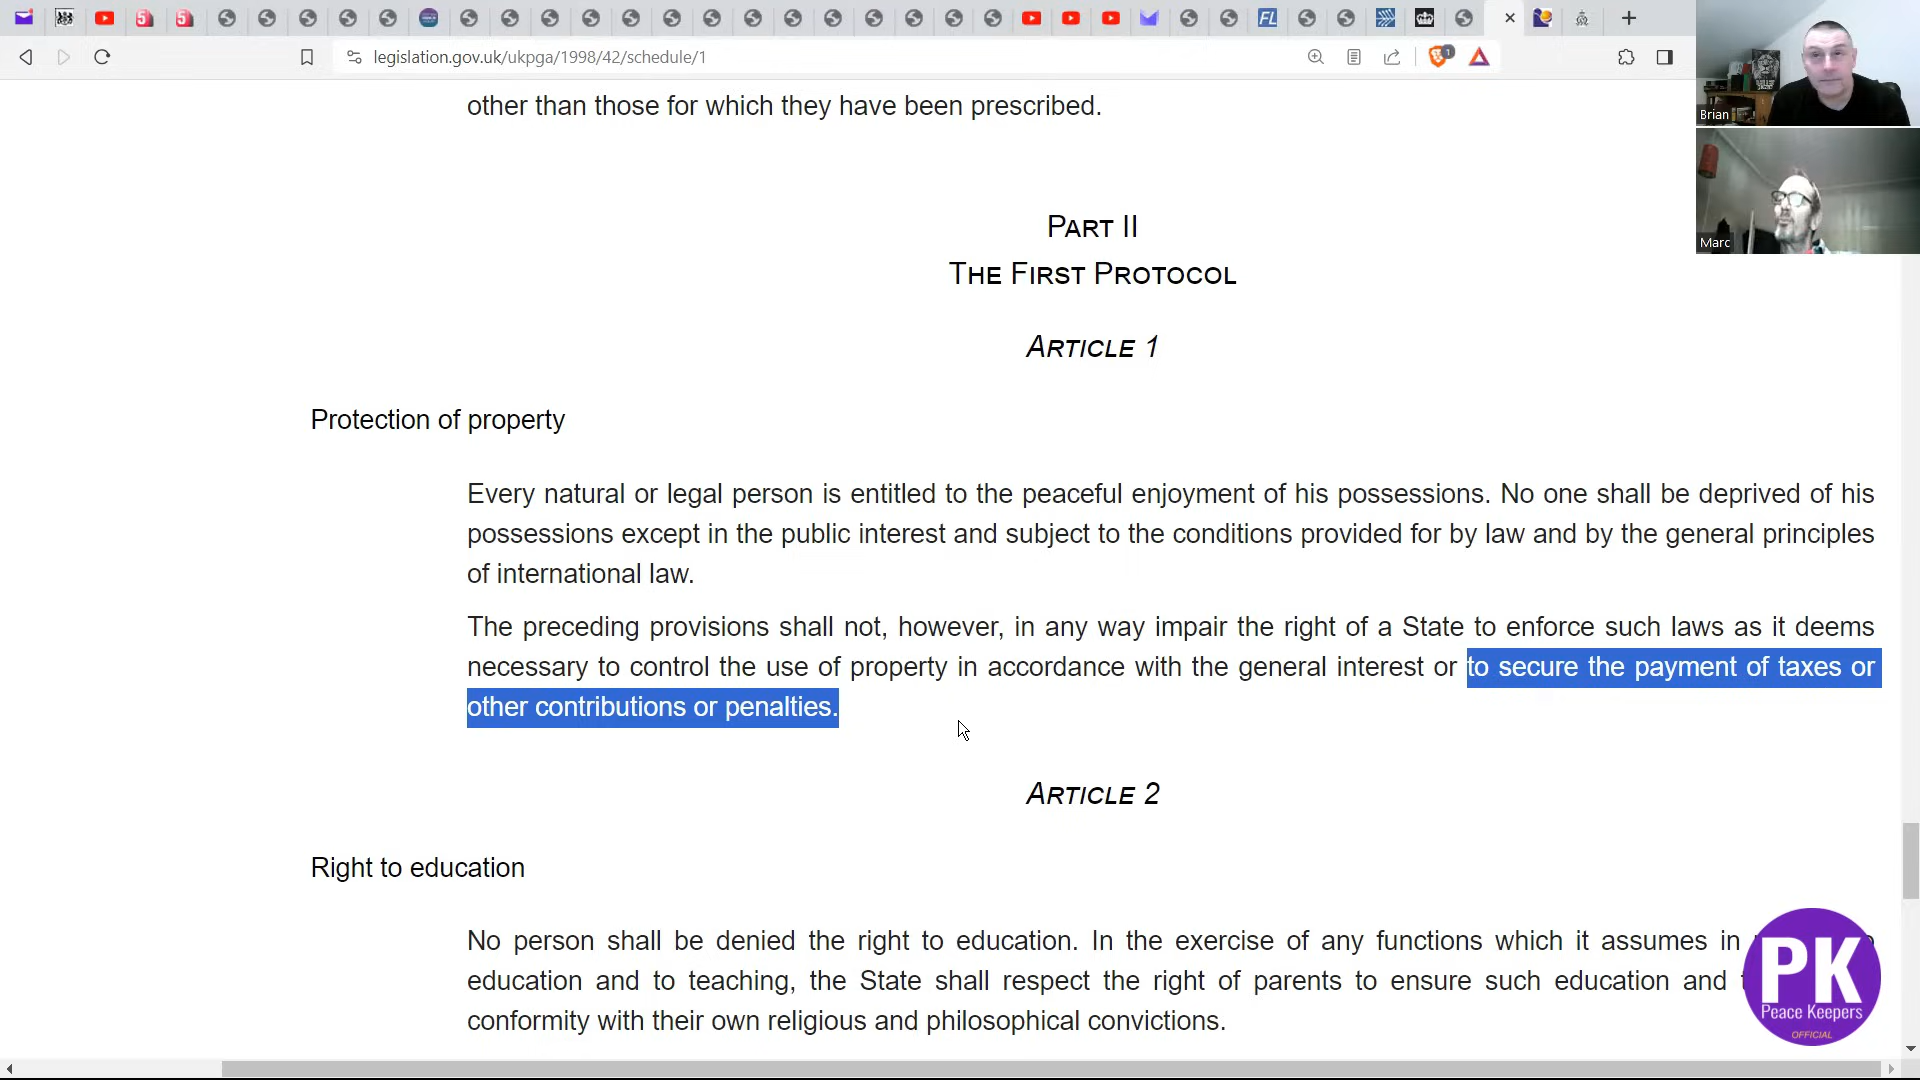 legislation.gov.uk/ukpga/1998/42/schedule/1
FL
1
Brian
Marc
other than those for which they have been prescribed.
PART II
THE FIRST PROTOCOL
ARTICLE 1
Protection of property
Every natural or legal person is entitled to the peaceful enjoyment of his possessions. No one shall be deprived of his
possessions except in the public interest and subject to the conditions provided for by law and by the general principles
of international law.
The preceding provisions shall not, however, in any way impair the right of a State to enforce such laws as it deems
necessary to control the use of property in accordance with the general interest or to secure the payment of taxes or
other contributions or penalties.
ARTICLE 2
Right to education
No person shall be denied the right to education. In the exercise of any functions which it assumes in
education and to teaching, the State shall respect the right of parents to ensure such education and
conformity with their own religious and philosophical convictions.
PK
Peace Keepers
OFFICIAL